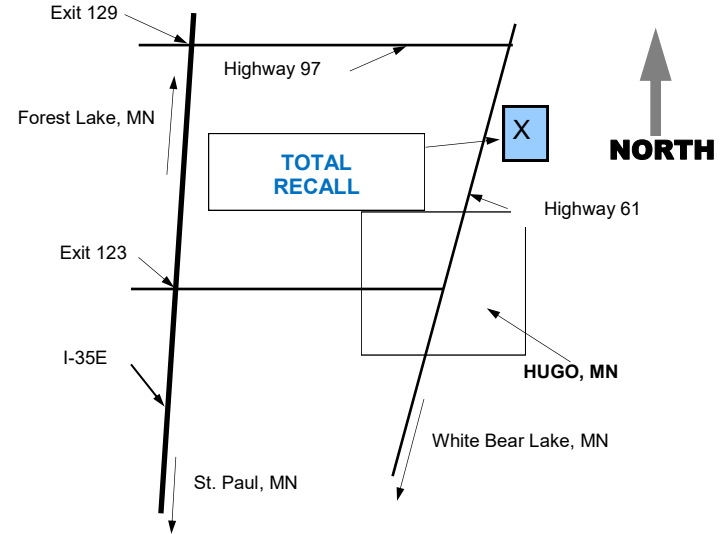 Exit 129
Highway 97
Forest Lake, MN
X
NORTH
TOTAL
RECALL
Highway 61
Exit 123
I-35E
HUGO, MN
White Bear Lake, MN
St. Paul, MN